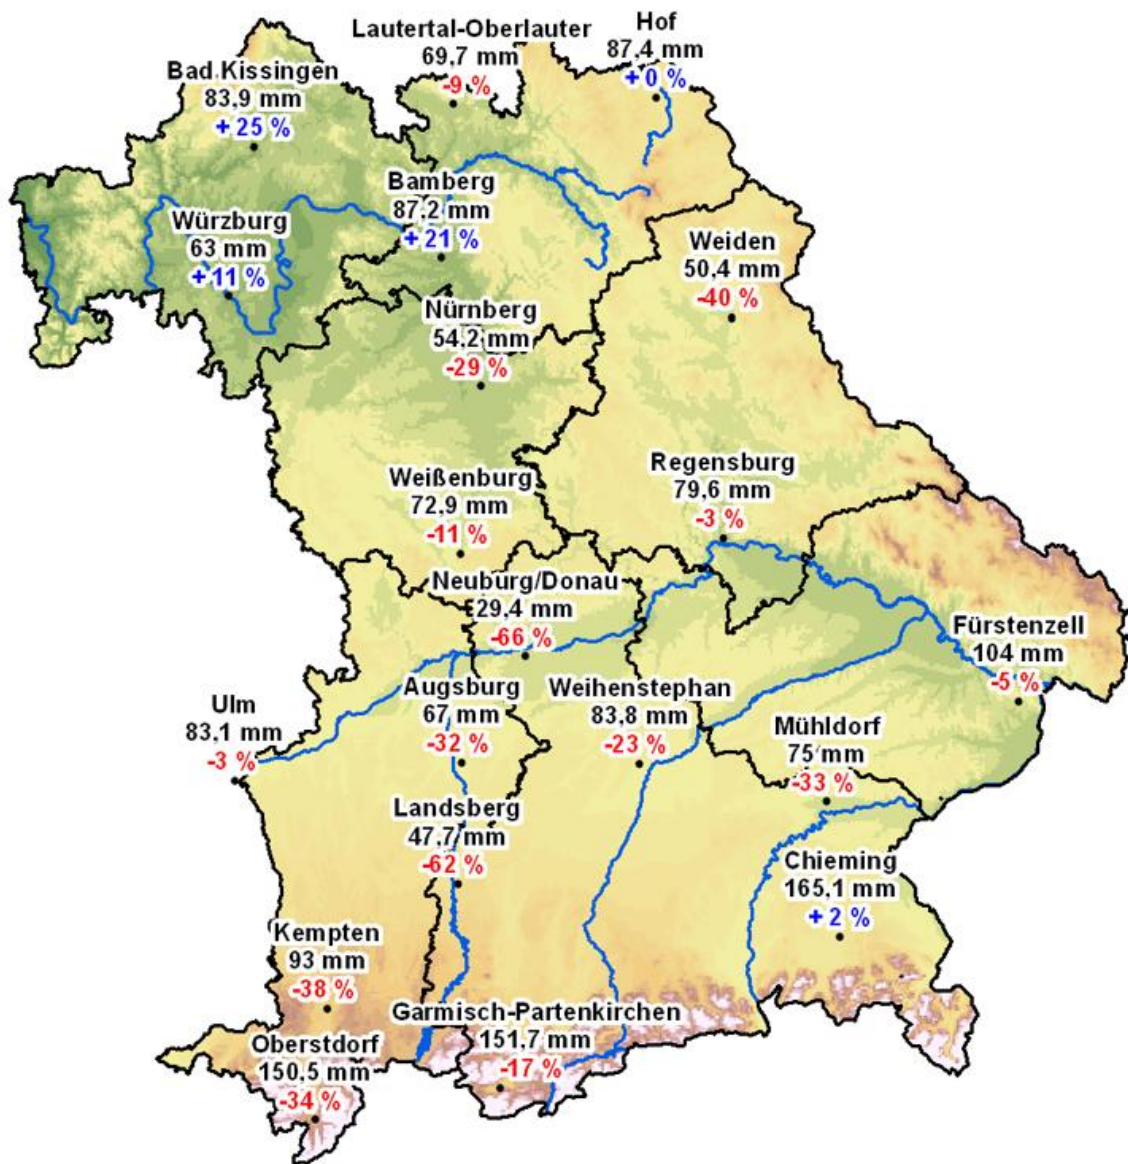 Lautertal-Oberlauter
69,7 mm
-9 %
Hof
87,4 mm
+ 0 %
Bad Kissingen
83,9 mm
+ 25 %
Bamberg
87,2 mm
+ 21 %
Würzburg
63 mm
+11 %
Weiden
50,4 mm
-40 %
Nürnberg
54,2 mm
-29 %
Weißenburg
72,9 mm
-11 %
Regensburg
79,6 mm
-3 %
Neuburg/Donau
29,4 mm
-66 %
Fürstenzell
104 mm
-5 %
Ulm
83,1 mm
-3 %
Augsburg
67 mm
-32 %
Weihenstephan
83,8 mm
-23 %
Mühldorf
75 mm
-33 %
Landsberg
47,7 mm
-62 %
Chieming
165,1 mm
+ 2 %
Kempten
93 mm
-38 %
Garmisch-Partenkirchen
151,7 mm
-17 %
Oberstdorf
150,5 mm
-34 %